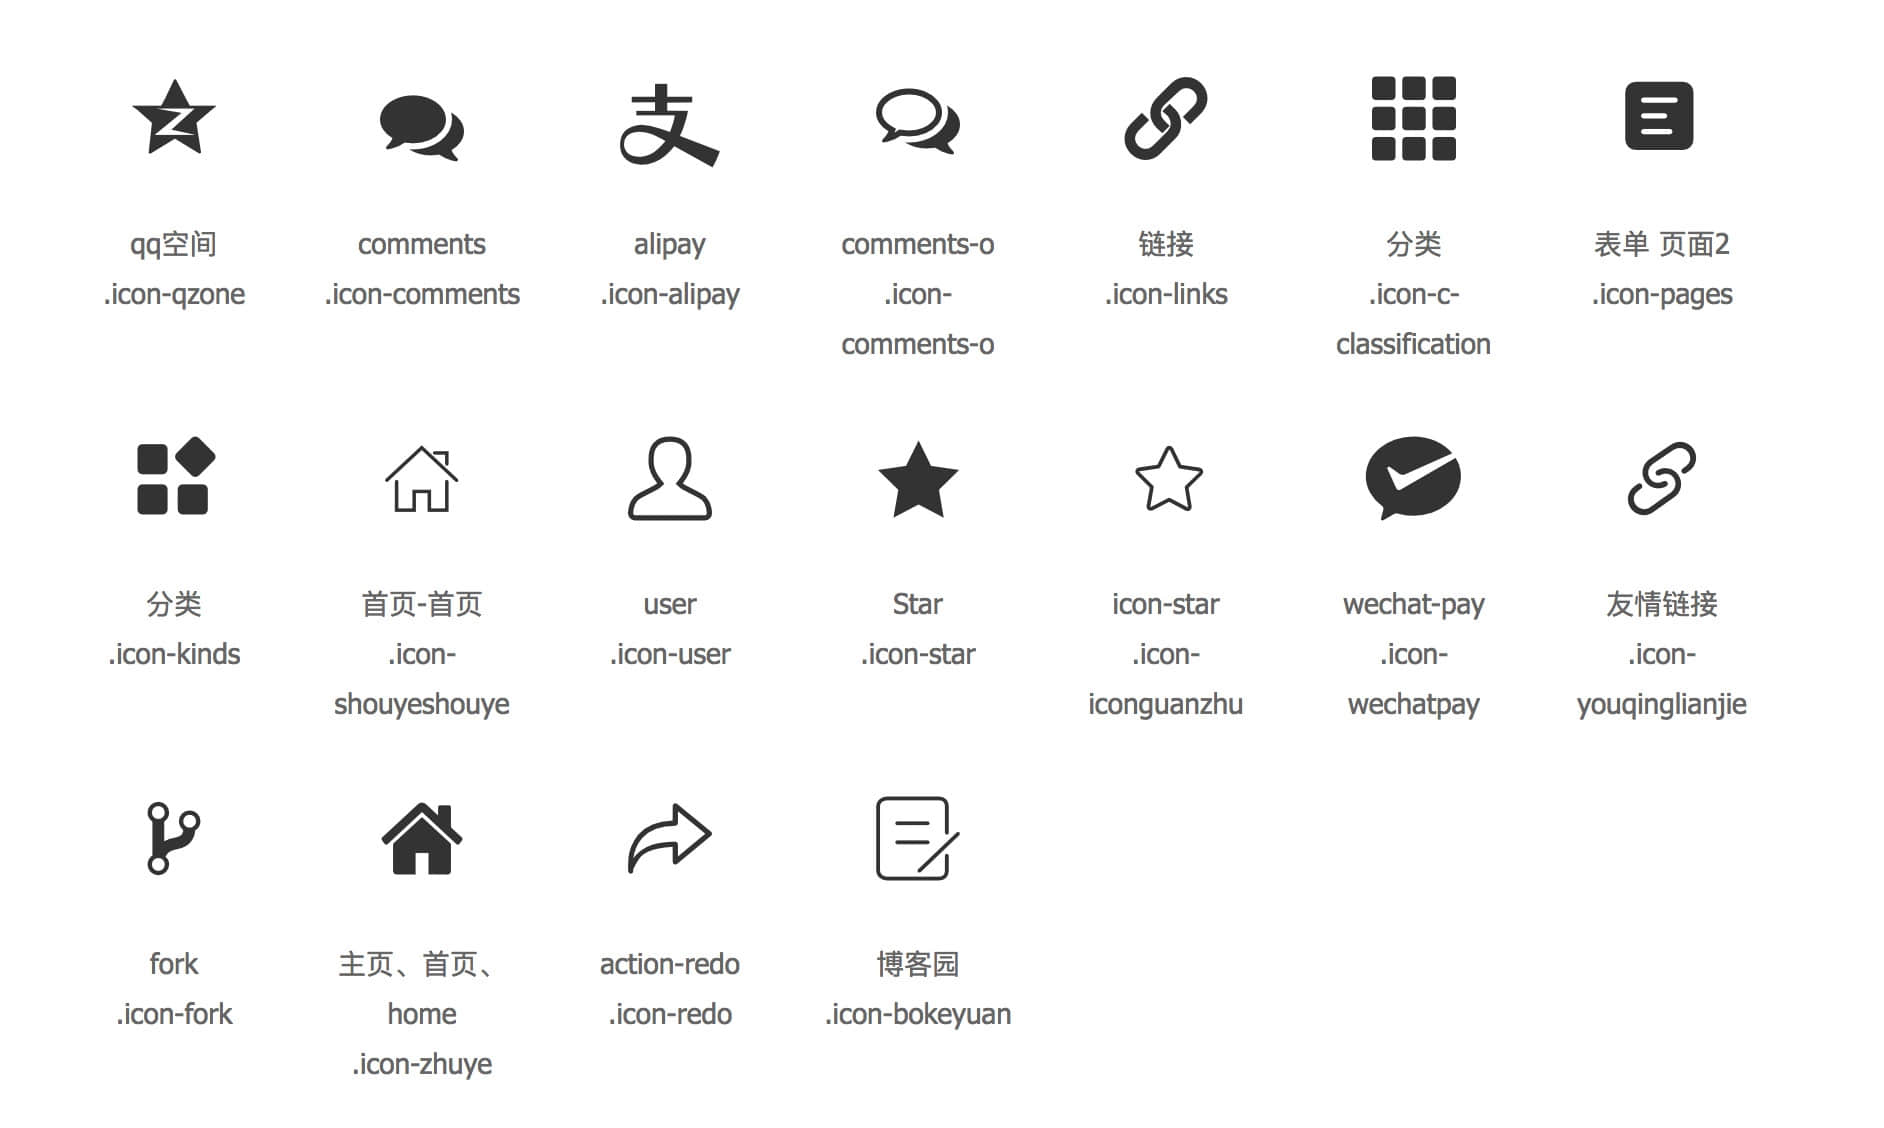 qq空间
.icon-qzone
comments
.icon-comments
alipay
.icon-alipay
comments-o
.icon-
comments-o
链接
.icon-links
分类
.icon-c-
classification
表单 页面2
.icon-pages
分类
.icon-kinds
首页-首页
.icon-
shouyeshouye
user
.icon-user
Star
.icon-star
icon-star
.icon-
iconguanzhu
wechat-pay
.icon-
wechatpay
友情链接
.icon-
youqinglianjie
fork
.icon-fork
主页、首页、
home
.icon-zhuye
action-redo
.icon-redo
博客园
.icon-bokeyuan